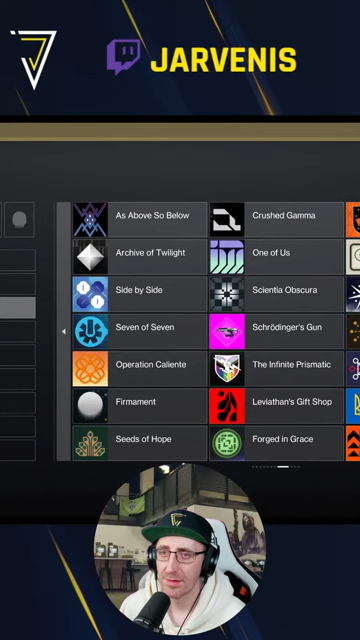 JARVENIS
As Above So Below
Crushed Gamma
Archive of Twilight
One of Us
Side by Side
Scientia Obscura
Seven of Seven
Schrödinger's Gun
Operation Caliente
The Infinite Prismatic
Firmament
Leviathan's Gift Shop
Seeds of Hope
Forged in Grace